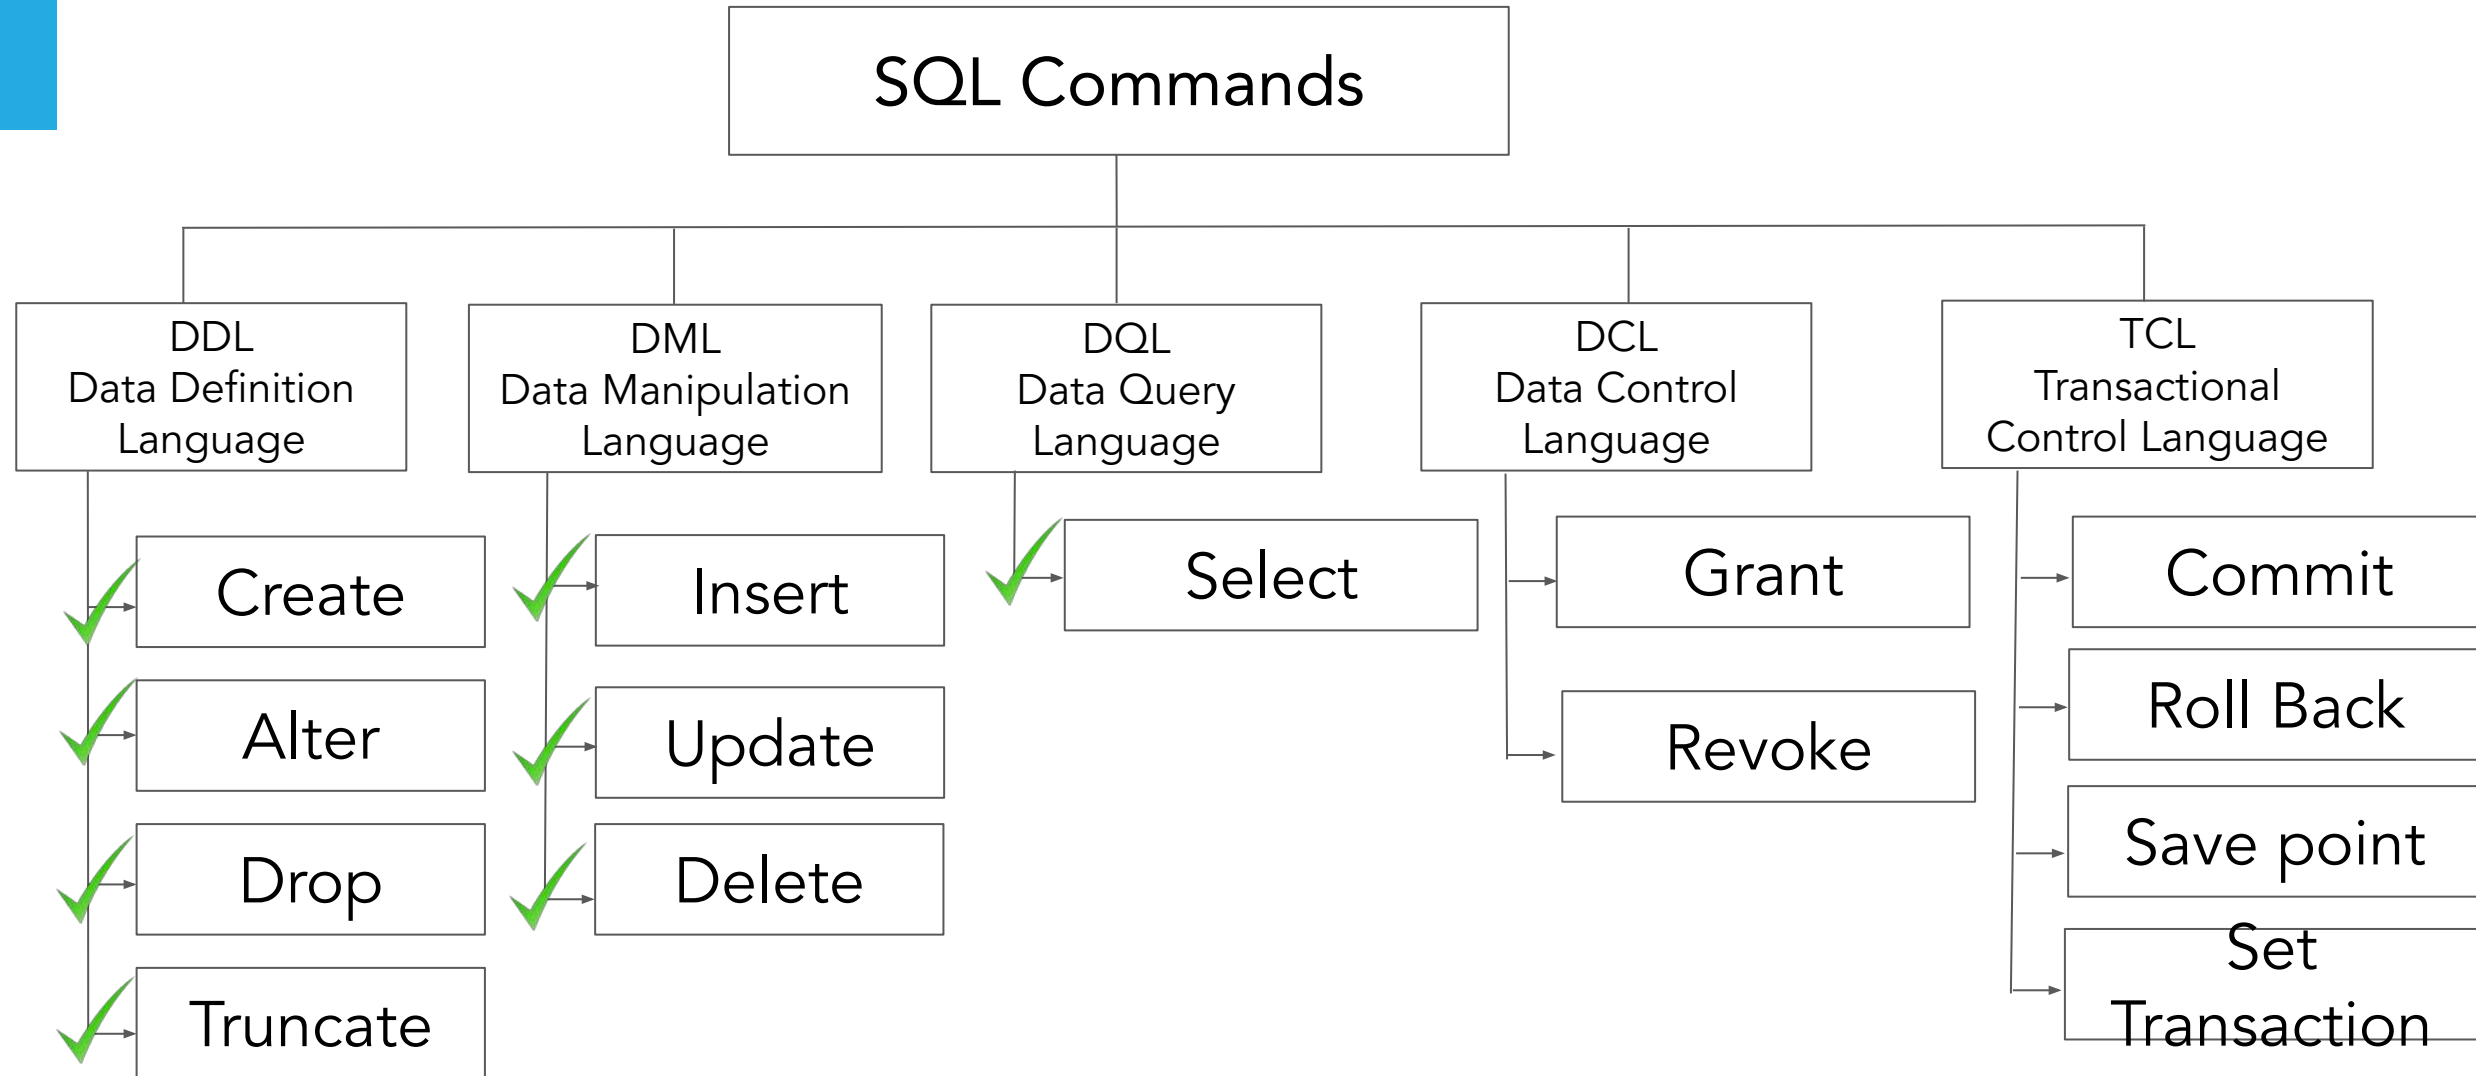 SQL Commands
DDL
Data Definition
Language
DML
Data Manipulation
Language
DQL
Data Query
Language
DCL
Data Control
Language
TCL
Transactional
Control Language
Create
Alter
Drop
Truncate
Insert
Update
Delete
Select
Grant
Revoke
Commit
Roll Back
Save point
Set
Transaction